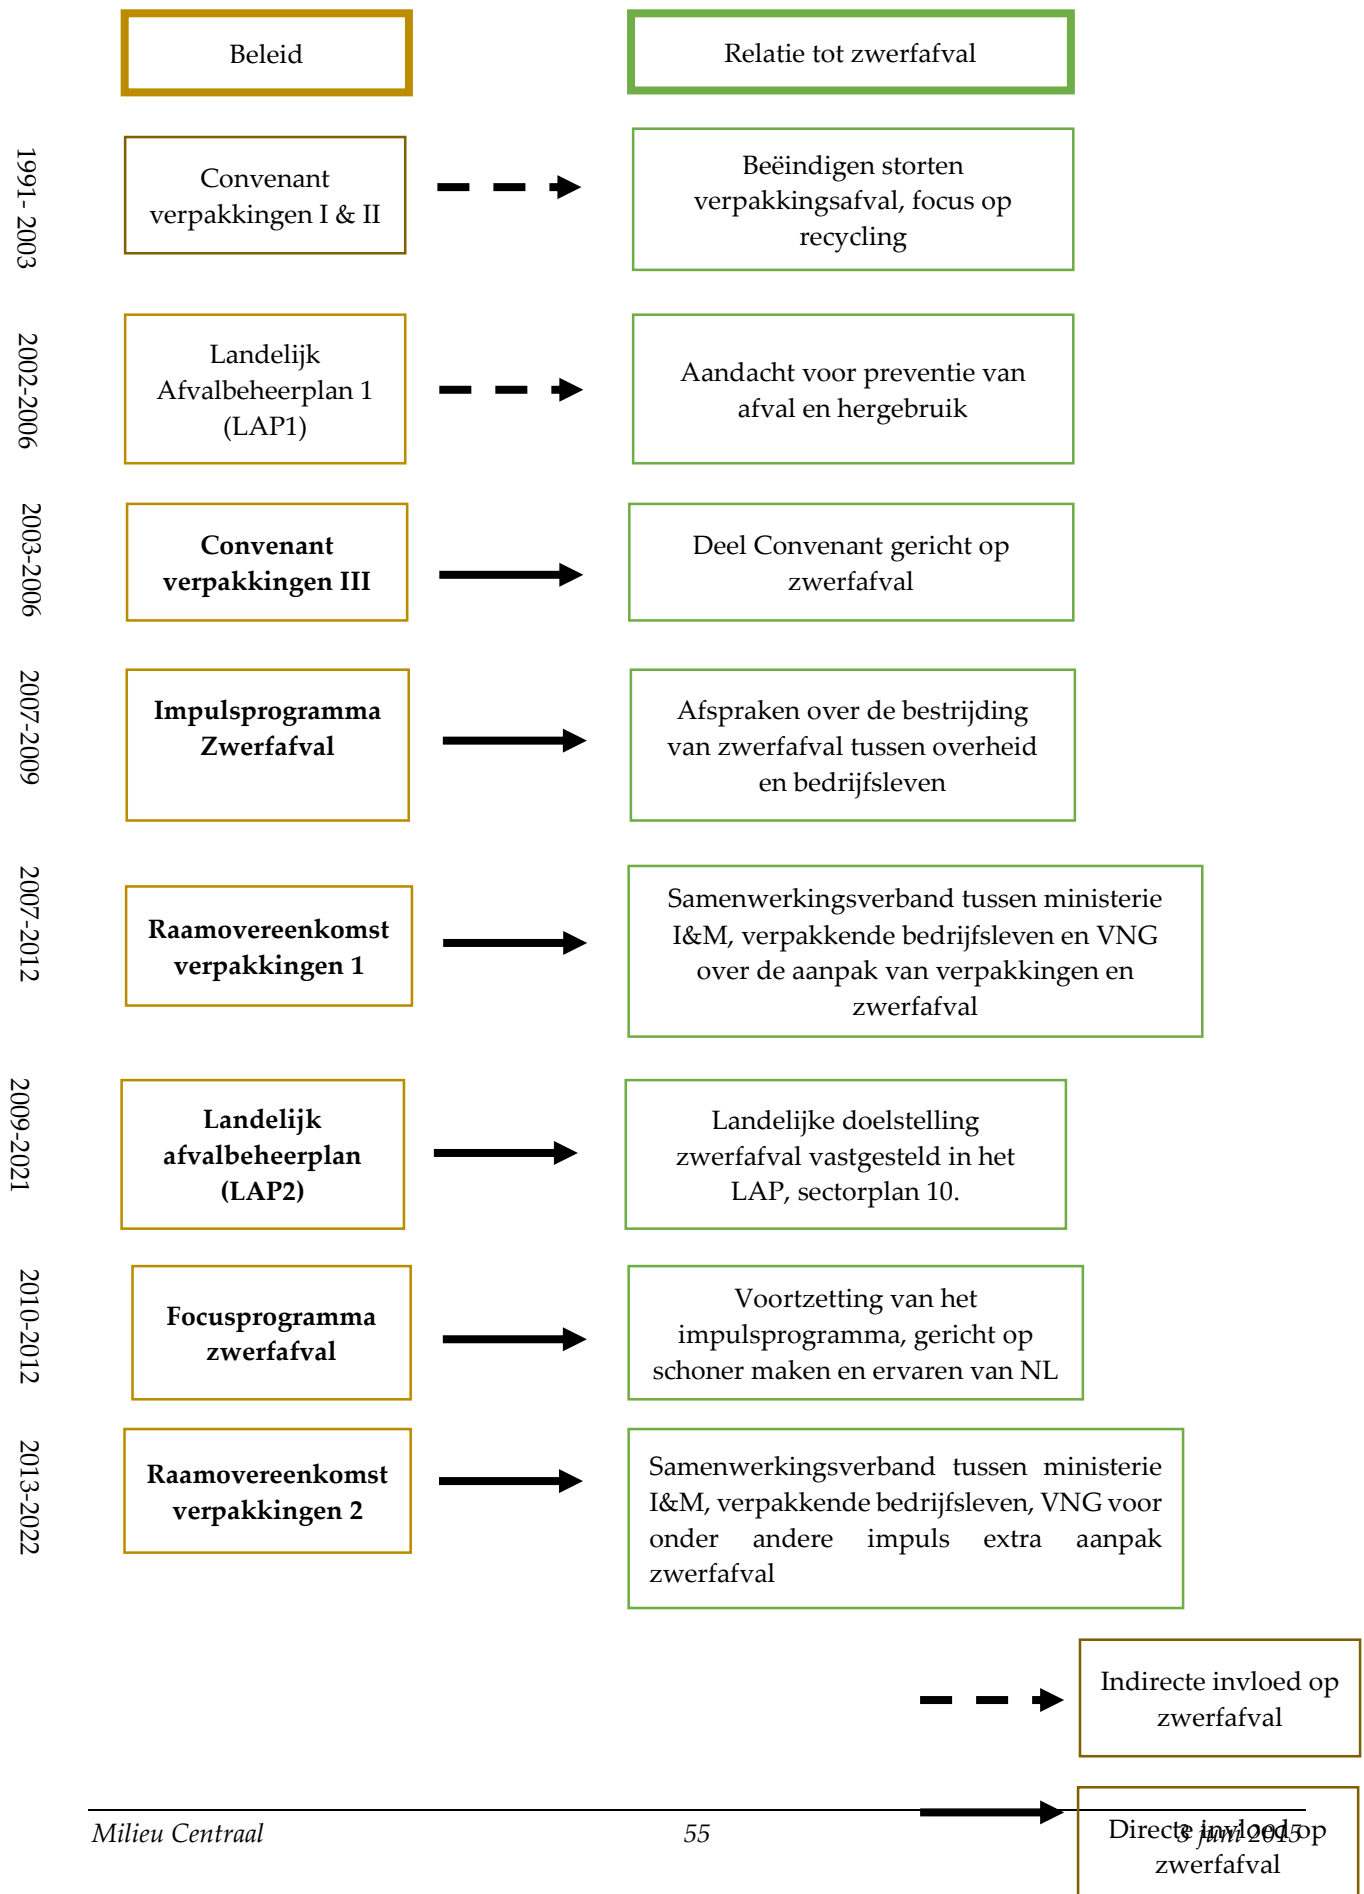 Beleid
Relatie tot zwerfafval
1991- 2003
Convenant
verpakkingen I & II
Beëindigen storten
verpakkingsafval, focus op
recycling
2002-2006
Landelijk
Afvalbeheerplan 1
(LAP1)
Aandacht voor preventie van
afval en hergebruik
2003-2006
Convenant
verpakkingen III
Deel Convenant gericht op
zwerfafval
2007-2009
Impulsprogramma
Zwerfafval
Afspraken over de bestrijding
van zwerfafval tussen overheid
en bedrijfsleven
2007-2012
Raamovereenkomst
verpakkingen 1
Samenwerkingsverband tussen ministerie
I&M, verpakkende bedrijfsleven en VNG
over de aanpak van verpakkingen en
zwerfafval
2009-2021
Landelijk
afvalbeheerplan
(LAP2)
Landelijke doelstelling
zwerfafval vastgesteld in het
LAP, sectorplan 10.
2010-2012
Focusprogramma
zwerfafval
Voortzetting van het
impulsprogramma, gericht op
schoner maken en ervaren van NL
2013-2022
Raamovereenkomst
verpakkingen 2
Samenwerkingsverband tussen ministerie
I&M, verpakkende bedrijfsleven, VNG voor
onder andere impuls extra aanpak
zwerfafval
Indirecte invloed op
zwerfafval
Directe invloed op
zwerfafval
Milieu Centraal
55
3 juni 2015